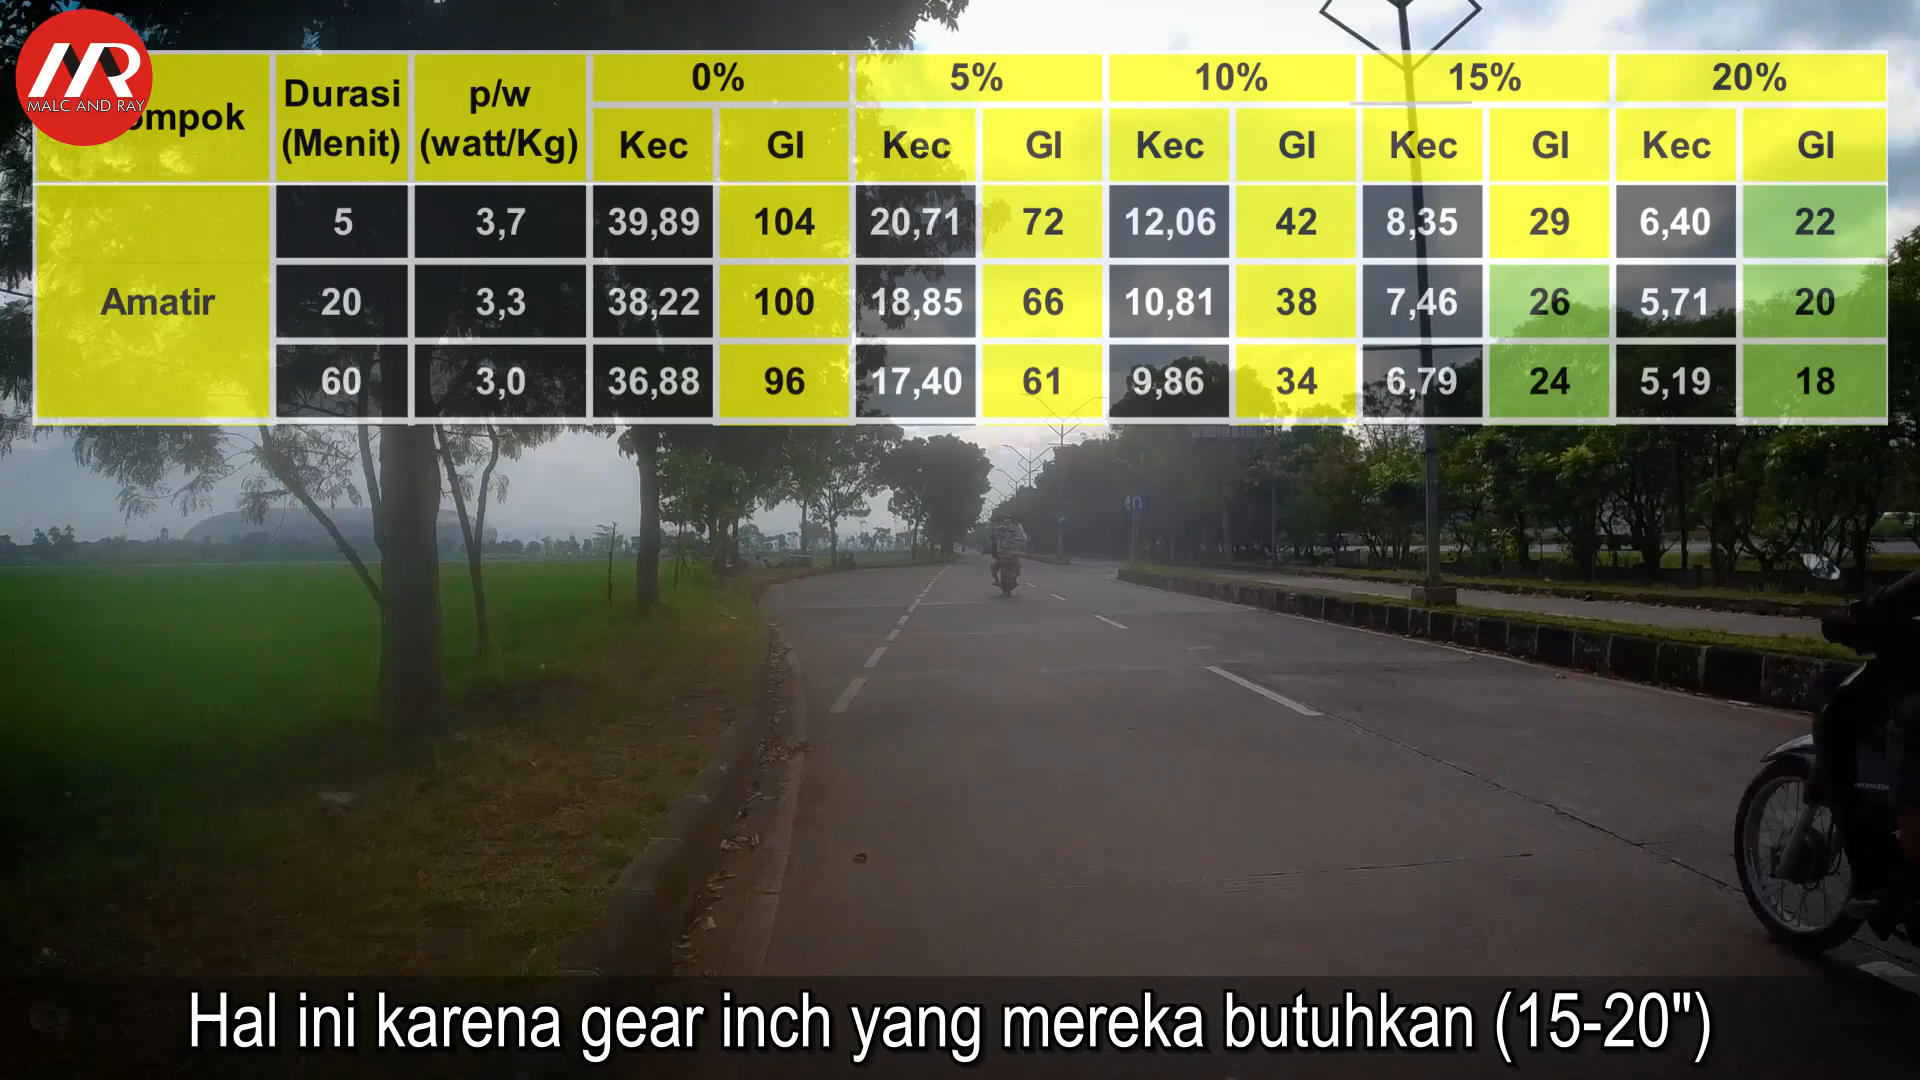 MR
MALC AND RAY
ompok
Durasi (Menit)
p/w (watt/Kg)
0%
5%
10%
15%
20%
Kec GI Kec GI Kec GI Kec GI Kec GI
Amatir
5 3,7 39,89 104 20,71 72 12,06 42 8,35 29 6,40 22
20 3,3 38,22 100 18,85 66 10,81 38 7,46 26 5,71 20
60 3,0 36,88 96 17,40 61 9,86 34 6,79 24 5,19 18
Hal ini karena gear inch yang mereka butuhkan (15-20")